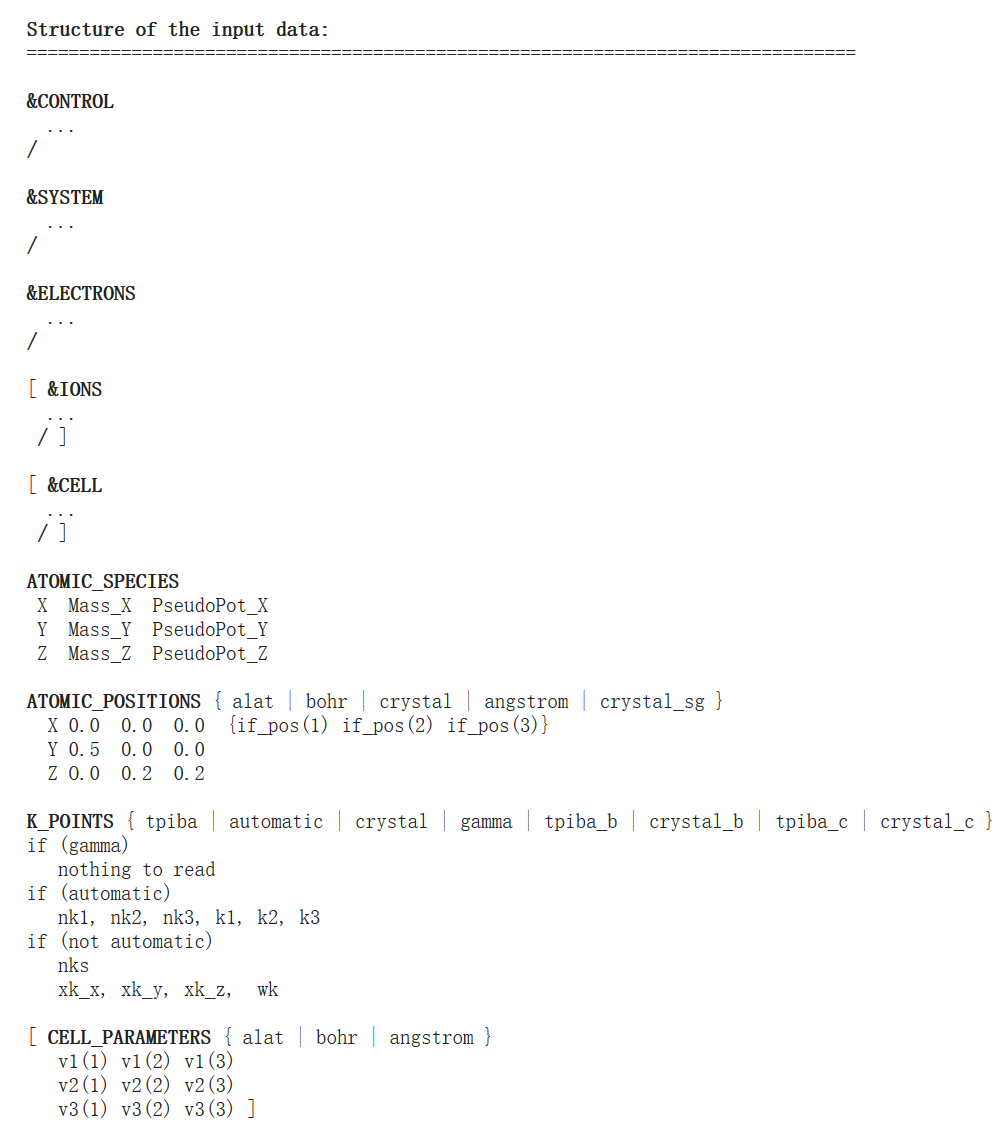 Structure of the input data:
===============================================================================
&CONTROL
...
/
&SYSTEM
...
/
&ELECTRONS
...
/
[ &IONS
...
/ ]
[ &CELL
...
/ ]
ATOMIC_SPECIES
X Mass_X PseudoPot_X
Y Mass_Y PseudoPot_Y
Z Mass_Z PseudoPot_Z
ATOMIC_POSITIONS { alat | bohr | crystal | angstrom | crystal_sg }
X 0.0 0.0 0.0 {if_pos(1) if_pos(2) if_pos(3)}
Y 0.5 0.0 0.0
Z 0.0 0.2 0.2
K_POINTS { tpiba | automatic | crystal | gamma | tpiba_b | crystal_b | tpiba_c | crystal_c }
if (gamma)
nothing to read
if (automatic)
nk1, nk2, nk3, k1, k2, k3
if (not automatic)
nks
xk_x, xk_y, xk_z, wk
[ CELL_PARAMETERS { alat | bohr | angstrom }
v1(1) v1(2) v1(3)
v2(1) v2(2) v2(3)
v3(1) v3(2) v3(3) ]